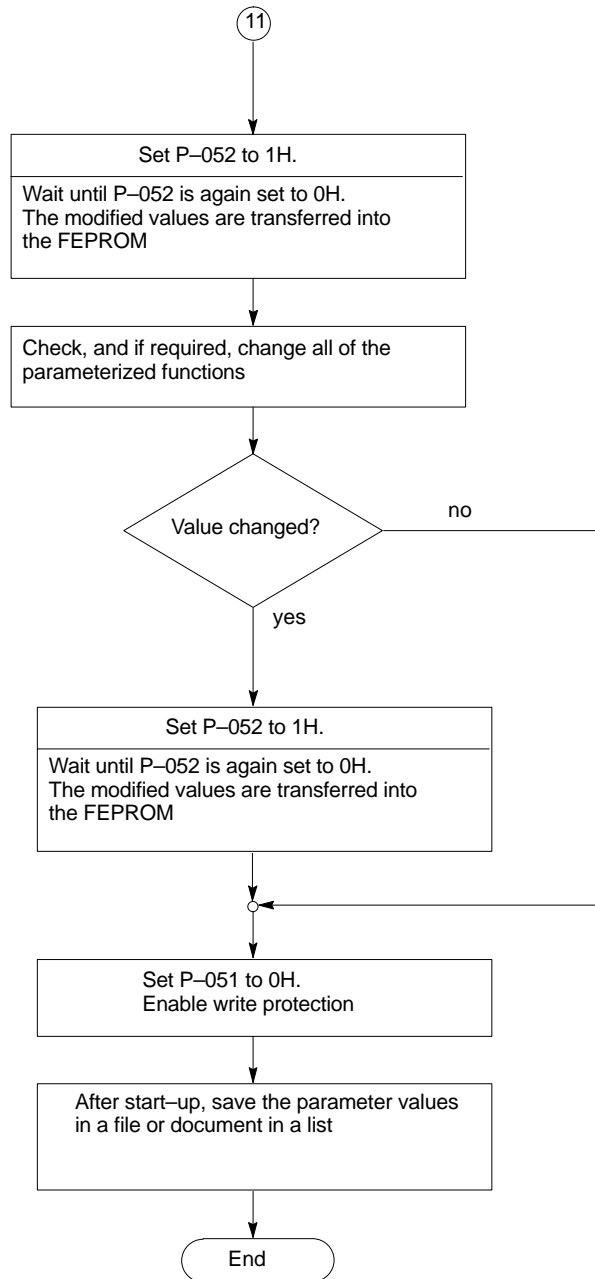 11
Set P–052 to 1H.
Wait until P–052 is again set to 0H.
The modified values are transferred into
the FEPROM
Check, and if required, change all of the
parameterized functions
Value changed?
no
yes
Set P–052 to 1H.
Wait until P–052 is again set to 0H.
The modified values are transferred into
the FEPROM
Set P–051 to 0H.
Enable write protection
After start–up, save the parameter values
in a file or document in a list
End